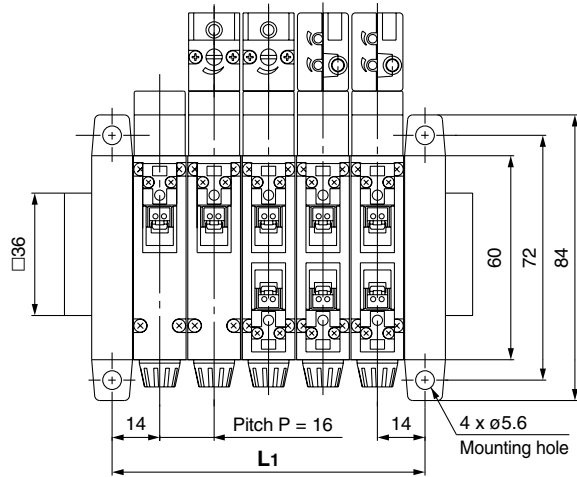 □36
60
72
84
14
Pitch P = 16
14
4 x ø5.6
Mounting hole
L1